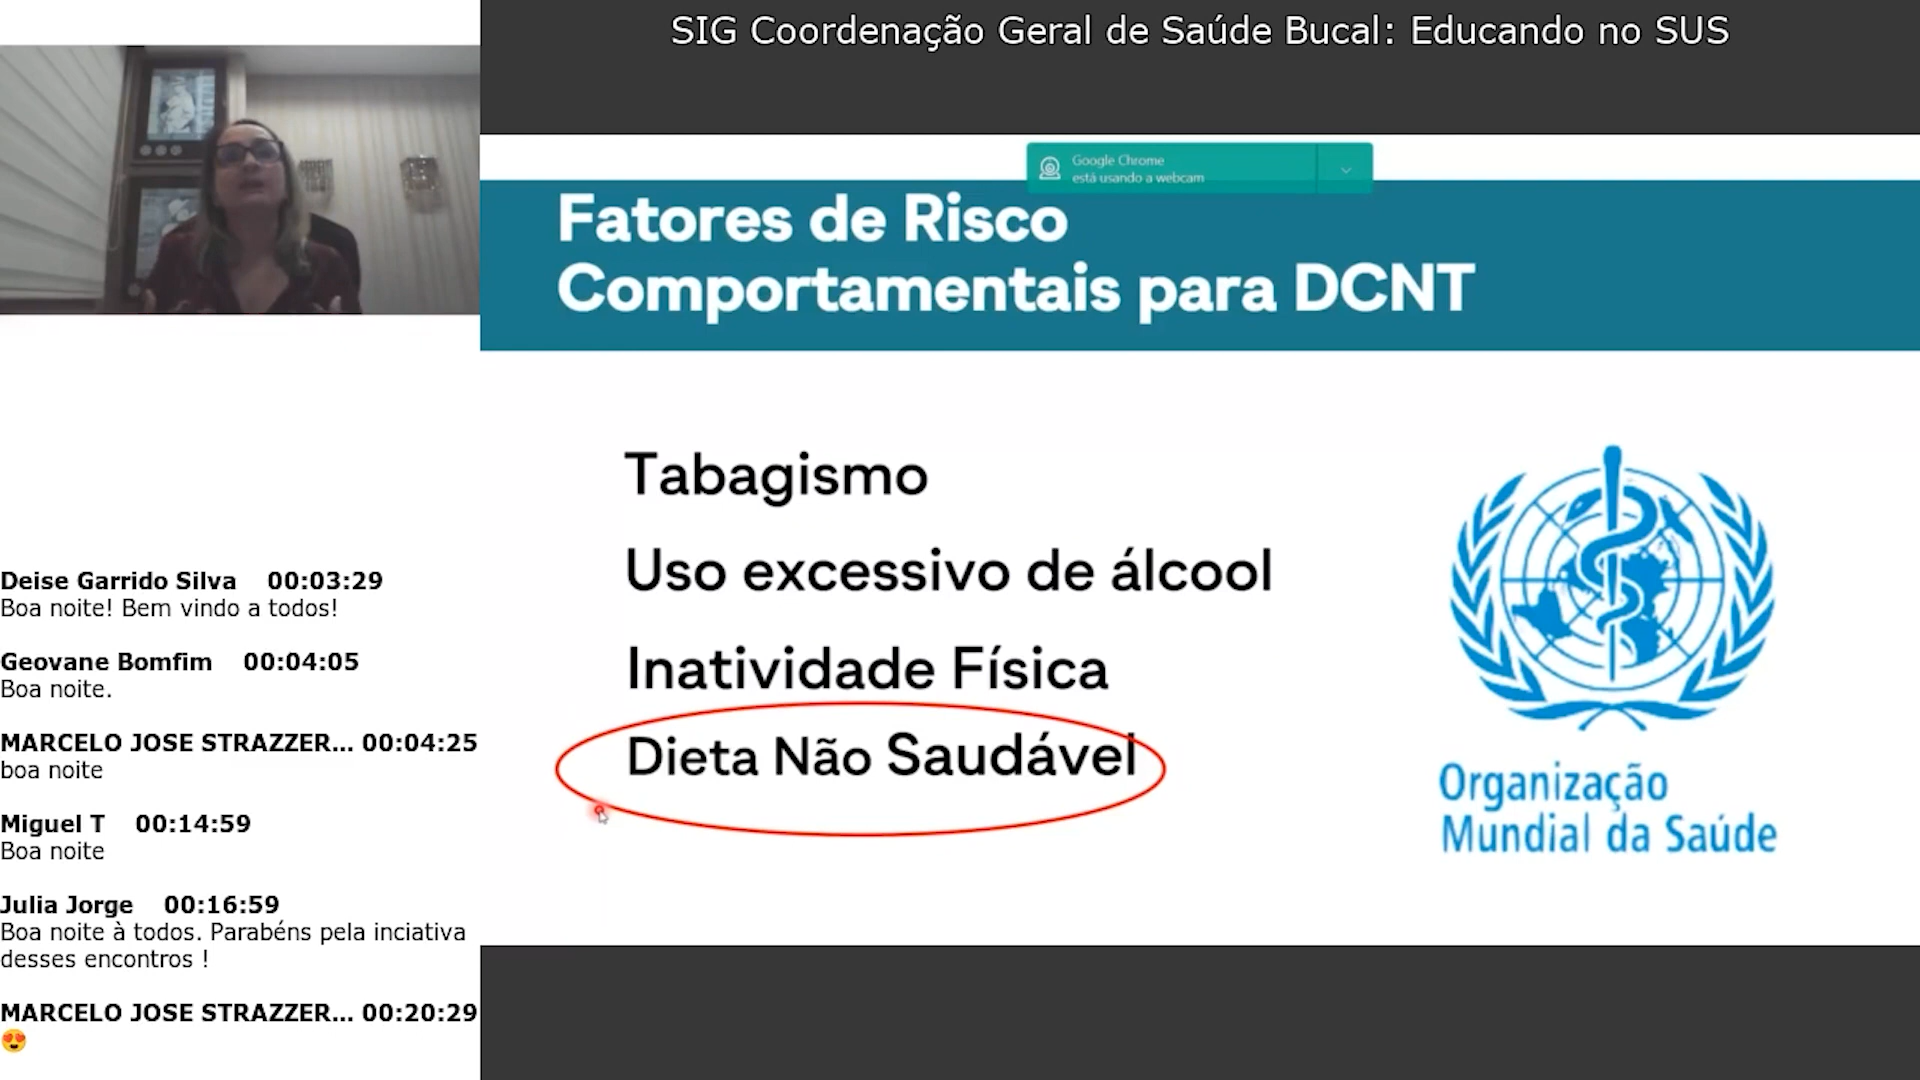 SIG Coordenação Geral de Saúde Bucal: Educando no SUS
Google Chrome
está usando a webcam
Fatores de Risco
Comportamentais para DCNT
Tabagismo
Uso excessivo de álcool
Inatividade Física
Dieta Não Saudável
Organização
Mundial da Saúde
Deise Garrido Silva 00:03:29
Boa noite! Bem vindo a todos!
Geovane Bomfim 00:04:05
Boa noite.
MARCELO JOSE STRAZZER... 00:04:25
boa noite
Miguel T 00:14:59
Boa noite
Julia Jorge 00:16:59
Boa noite à todos. Parabéns pela inciativa
desses encontros !
MARCELO JOSE STRAZZER... 00:20:29
😍